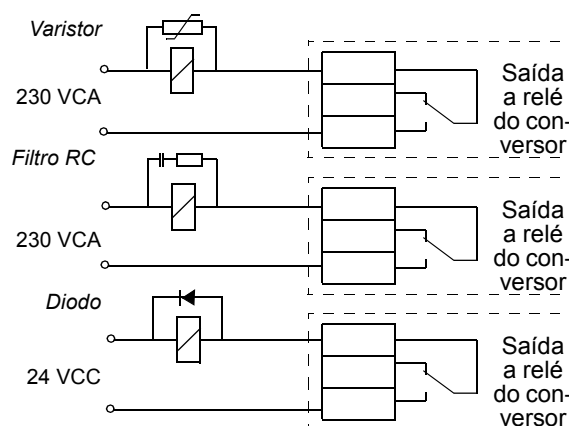 Varistor
230 VCA
Saída
a relé
do con-
versor
Filtro RC
230 VCA
Saída
a relé
do con-
versor
Diodo
24 VCC
Saída
a relé
do con-
versor